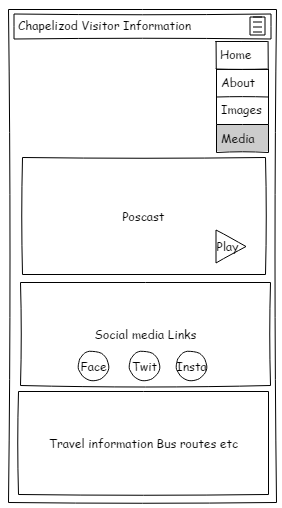 Chapelizod Visitor Information
Home
About
Images
Media
Poscast
Play
Social media Links
Face Twit Insta
Travel information Bus routes etc